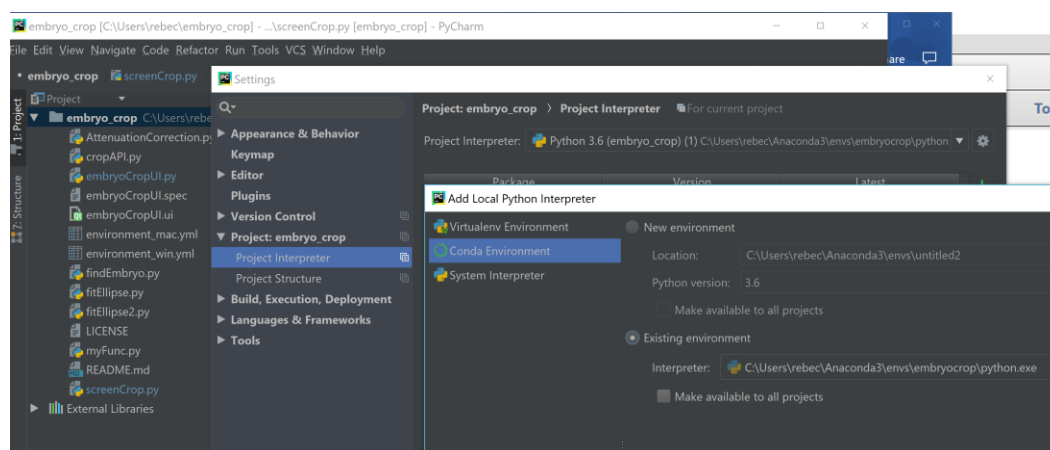 embryo_crop [C:\Users\rebec\embryo_crop] - ...\screenCrop.py [embryo_crop] - PyCharm
File Edit View Navigate Code Refactor Run Tools VCS Window Help
are
embryo_crop screenCrop.py
Settings
To
1: Project
7: Structure
Project
embryo_crop C:\Users\rebe
AttenuationCorrection.p
cropAPI.py
embryoCropUI.py
embryoCropUI.spec
embryoCropUI.ui
environment_mac.yml
environment_win.yml
findEmbryo.py
fitEllipse.py
fitEllipse2.py
LICENSE
myFunc.py
README.md
screenCrop.py
External Libraries
Appearance & Behavior
Keymap
Editor
Plugins
Version Control
Project: embryo_crop
Project Interpreter
Project Structure
Build, Execution, Deployment
Languages & Frameworks
Tools
Project: embryo_crop > Project Interpreter For current project
Project Interpreter: Python 3.6 (embryo_crop) (1) C:\Users\rebec\Anaconda3\envs\embryocrop\python
Package Version Latest
Add Local Python Interpreter
Virtualenv Environment
Conda Environment
System Interpreter
New environment
Location: C:\Users\rebec\Anaconda3\envs\untitled2
Python version: 3.6
Make available to all projects
Existing environment
Interpreter: C:\Users\rebec\Anaconda3\envs\embryocrop\python.exe
Make available to all projects